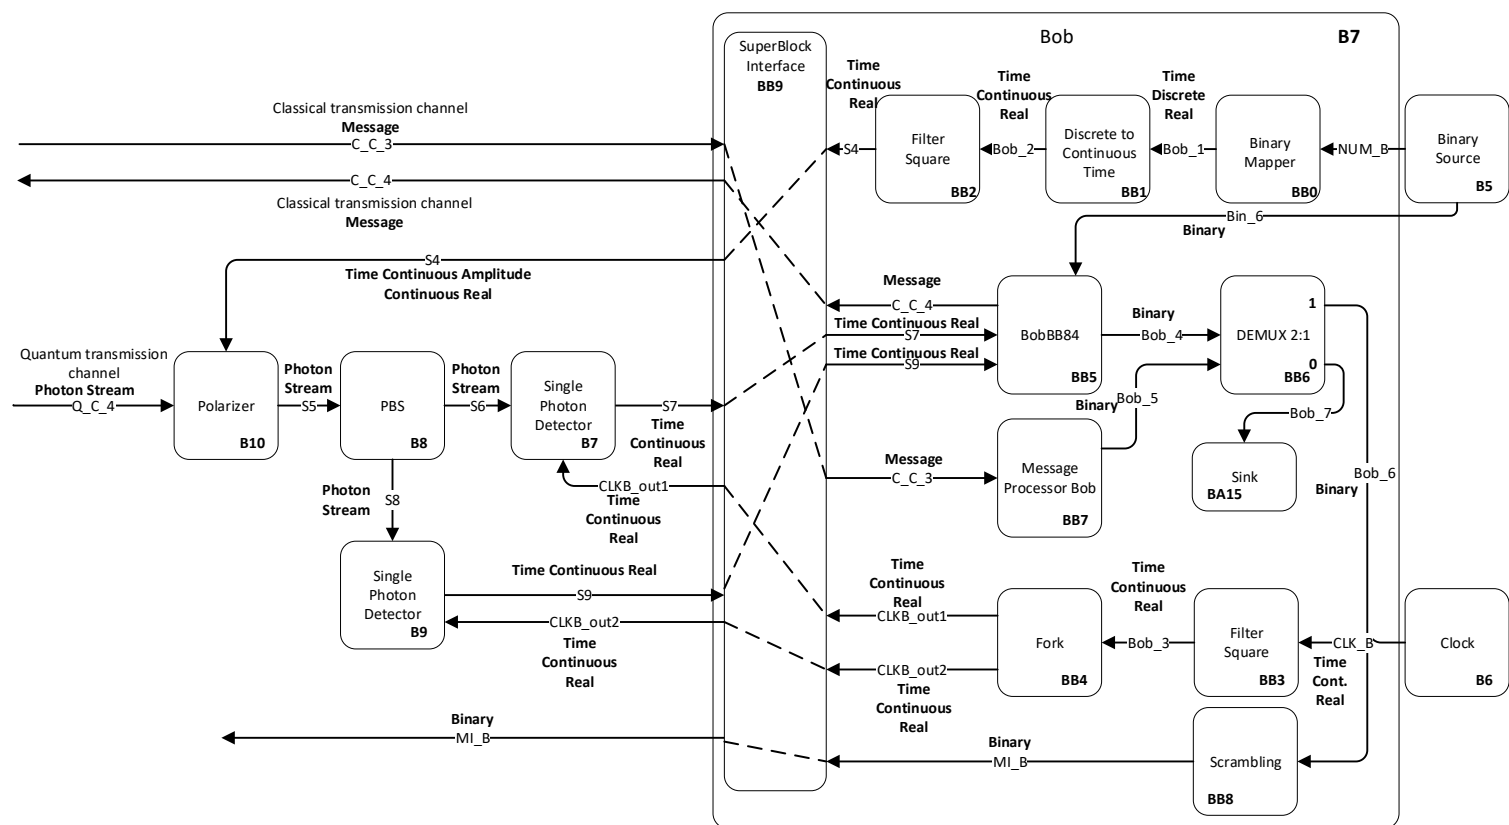 Bob
B7
SuperBlock
Interface
BB9
Time
Continuous
Real
Time
Continuous
Real
Time
Discrete
Real
Classical transmission channel
Message
C_C_3
C_C_4
Classical transmission channel
Message
S4
Filter
Square
BB2
Bob_2
Discrete to
Continuous
Time
BB1
Bob_1
Binary
Mapper
BB0
NUM_B
Binary
Source
B5
Bin_6
Binary
S4
Time Continuous Amplitude
Continuous Real
Message
C_C_4
Time Continuous Real
S7
Time Continuous Real
S9
BobBB84
BB5
Binary
Bob_4
1
DEMUX 2:1
0
BB6
Quantum transmission
channel
Photon Stream
Q_C_4
Polarizer
B10
Photon
Stream
S5
PBS
B8
Photon
Stream
S6
Single
Photon
Detector
B7
S7
Time
Continuous
Real
Binary
Bob_5
Bob_7
Sink
BA15
Message
C_C_3
Message
Processor Bob
BB7
Bob_6
Binary
Photon
Stream
S8
CLKB_out1
Time
Continuous
Real
Single
Photon
Detector
B9
Time Continuous Real
S9
CLKB_out2
Time
Continuous
Real
Time
Continuous
Real
CLKB_out1
CLKB_out2
Time
Continuous
Real
Fork
BB4
Time
Continuous
Real
Bob_3
Filter
Square
BB3
CLK_B
Time
Cont.
Real
Clock
B6
Binary
MI_B
Binary
MI_B
Scrambling
BB8